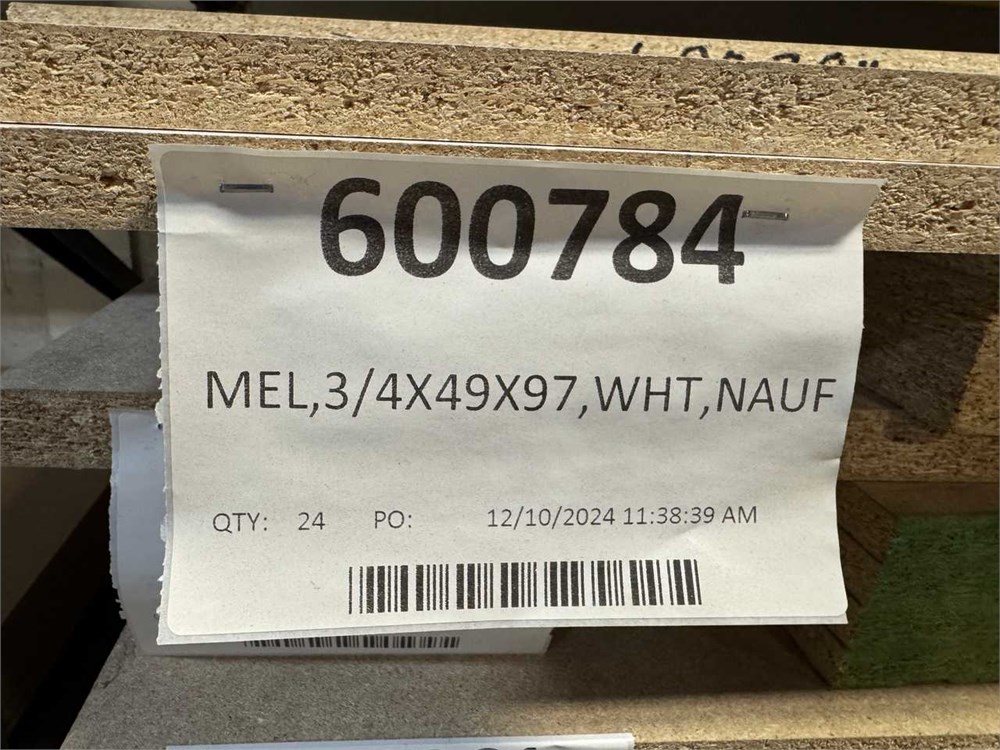 600784
MEL,3/4X49X97,WHT,NAUF
QTY: 24 PO: 12/10/2024 11:38:39 AM